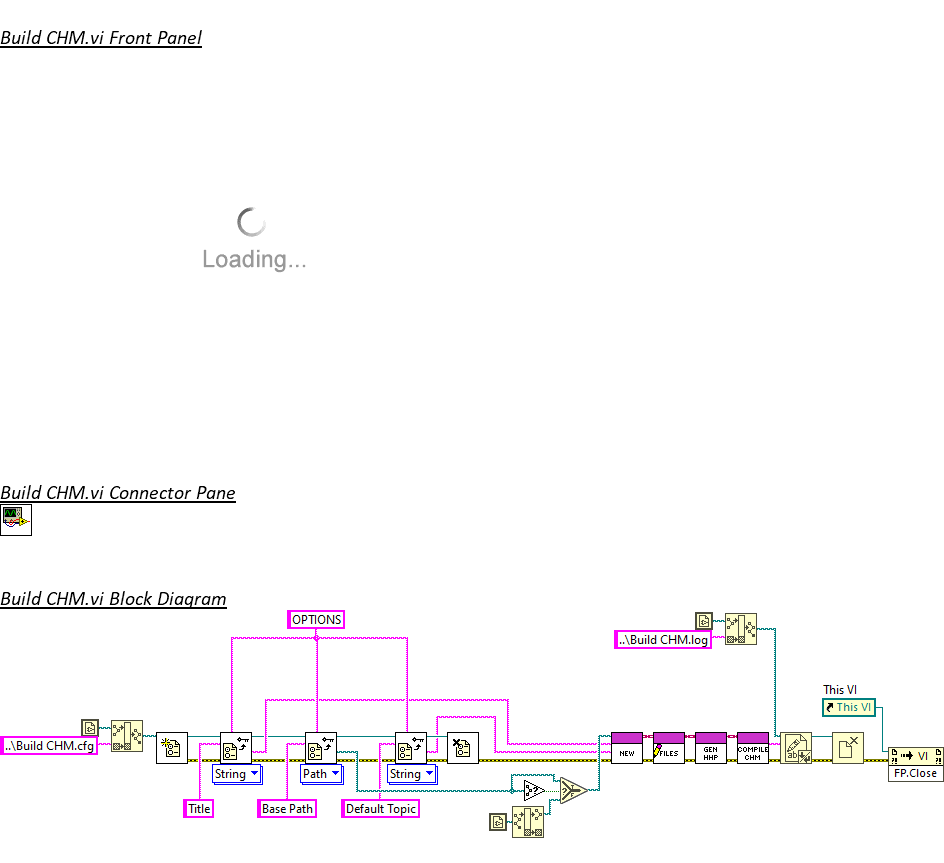 Build CHM.vi Front Panel
Loading...
Build CHM.vi Connector Pane
Build CHM.vi Block Diagram
OPTIONS
..\Build CHM.log
This VI
This VI
..\Build CHM.cfg
NEW
FILES
GEN HHP
COMPILE CHM
ab
VI
FP.Close
String
Path
String
Title
Base Path
Default Topic